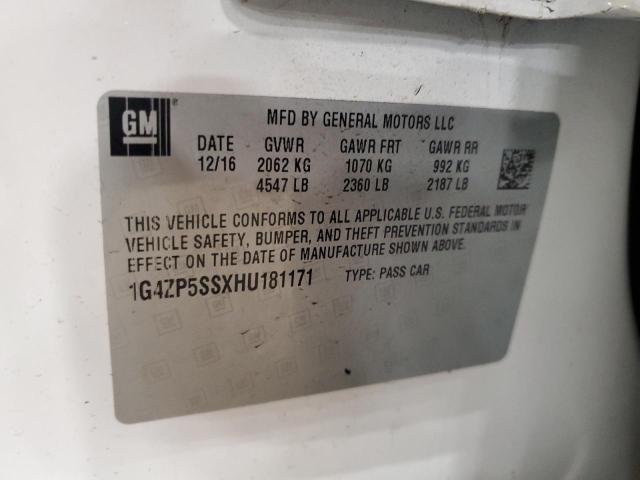 GM ®
MFD BY GENERAL MOTORS LLC
DATE GVWR GAWR FRT GAWR RR
12/16 2062 KG 1070 KG 992 KG
4547 LB 2360 LB 2187 LB
THIS VEHICLE CONFORMS TO ALL APPLICABLE U.S. FEDERAL MOTOR
VEHICLE SAFETY, BUMPER, AND THEFT PREVENTION STANDARDS IN
EFFECT ON THE DATE OF MANUFACTURE SHOWN ABOVE.
1G4ZP5SSXHU181171 TYPE: PASS CAR